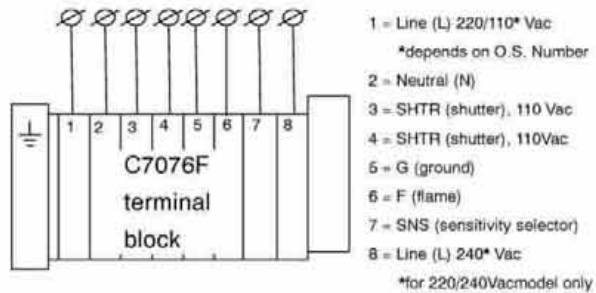 1 2 3 4 5 6 7 8
C7076F
terminal
block
1 = Line (L) 220/110* Vac
*depends on O.S. Number
2 = Neutral (N)
3 = SHTR (shutter), 110 Vac
4 = SHTR (shutter), 110Vac
5 = G (ground)
6 = F (flame)
7 = SNS (sensitivity selector)
8 = Line (L) 240* Vac
*for 220/240Vacmodel only